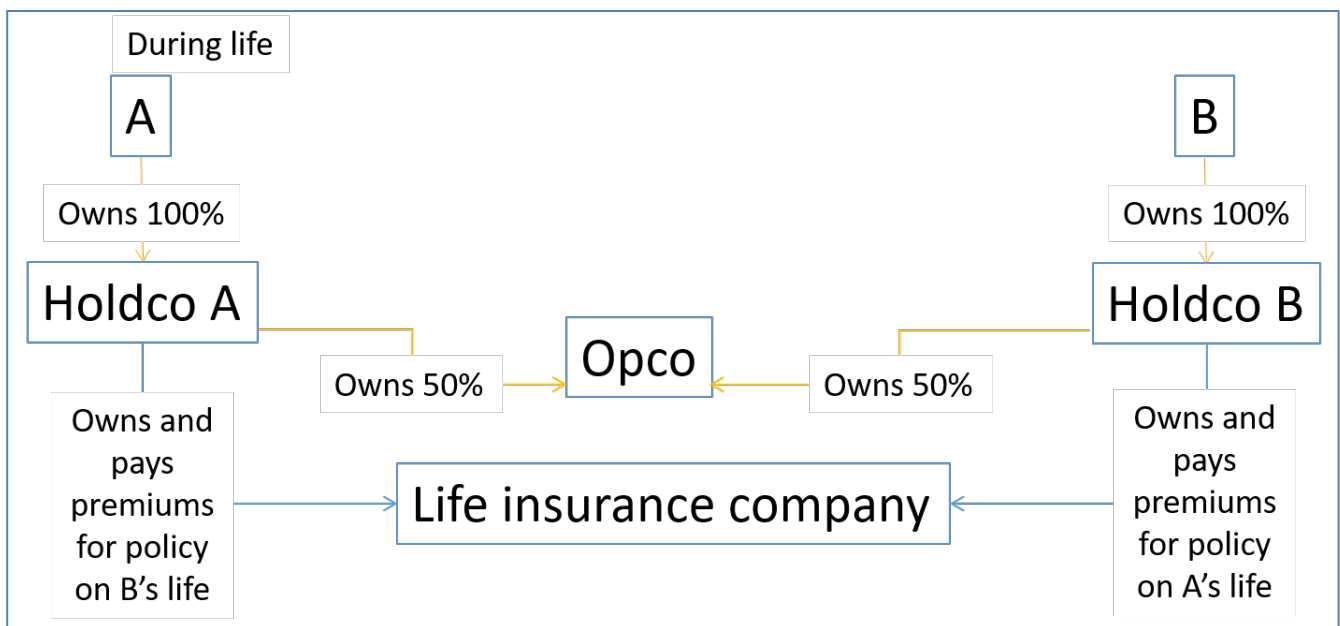 During life
A
B
Owns 100%
Owns 100%
Holdco A
Holdco B
Opco
Owns 50%
Owns 50%
Owns and
pays
premiums
for policy
on B’s life
Life insurance company
Owns and
pays
premiums
for policy
on A’s life